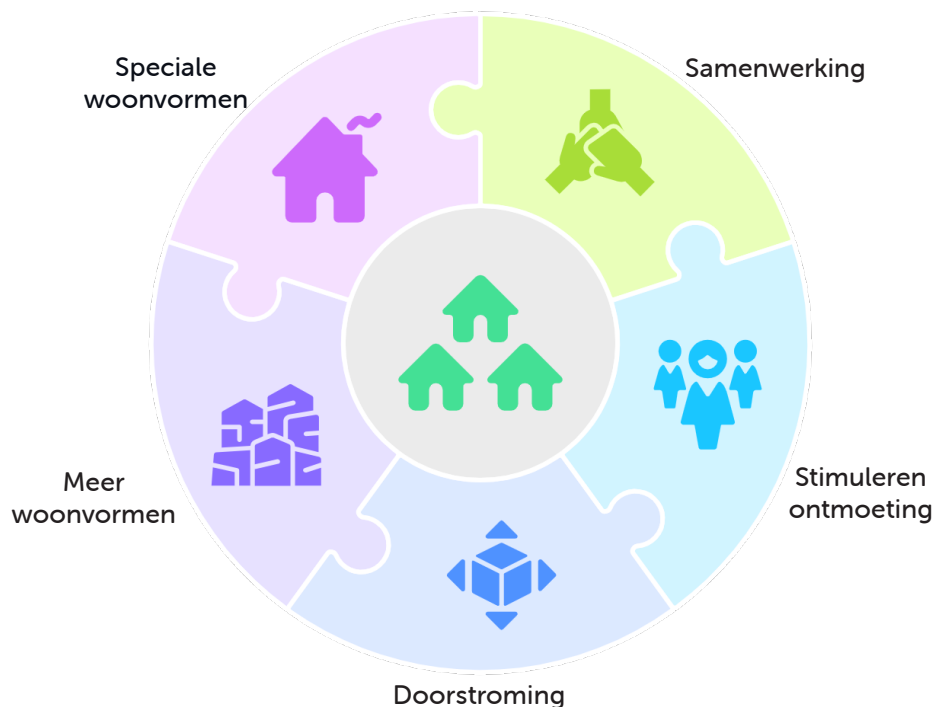 Speciale
woonvormen
Samenwerking
Meer
woonvormen
Stimuleren
ontmoeting
Doorstroming